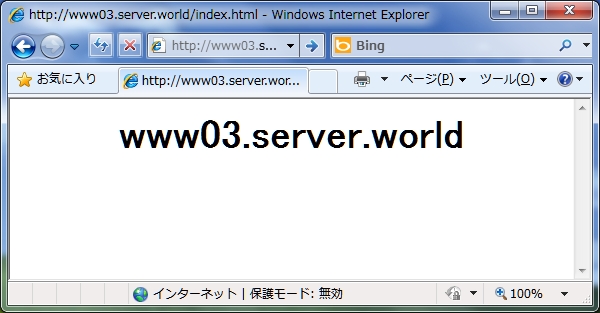 http://www03.server.world/index.html - Windows Internet Explorer
http://www03.s... Bing
お気に入り http://www03.server.wor... ページ(P) ツール(O)
www03.server.world
インターネット | 保護モード: 無効 100%